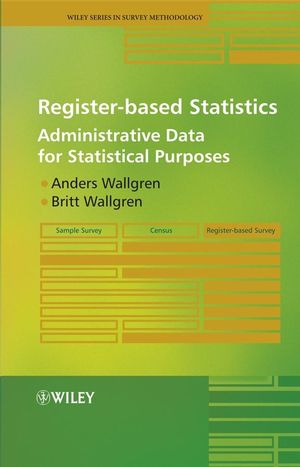 WILEY SERIES IN SURVEY METHODOLOGY
Register-based Statistics
Administrative Data
for Statistical Purposes
Anders Wallgren
Britt Wallgren
Sample Survey
Census
Register-based Survey
WILEY